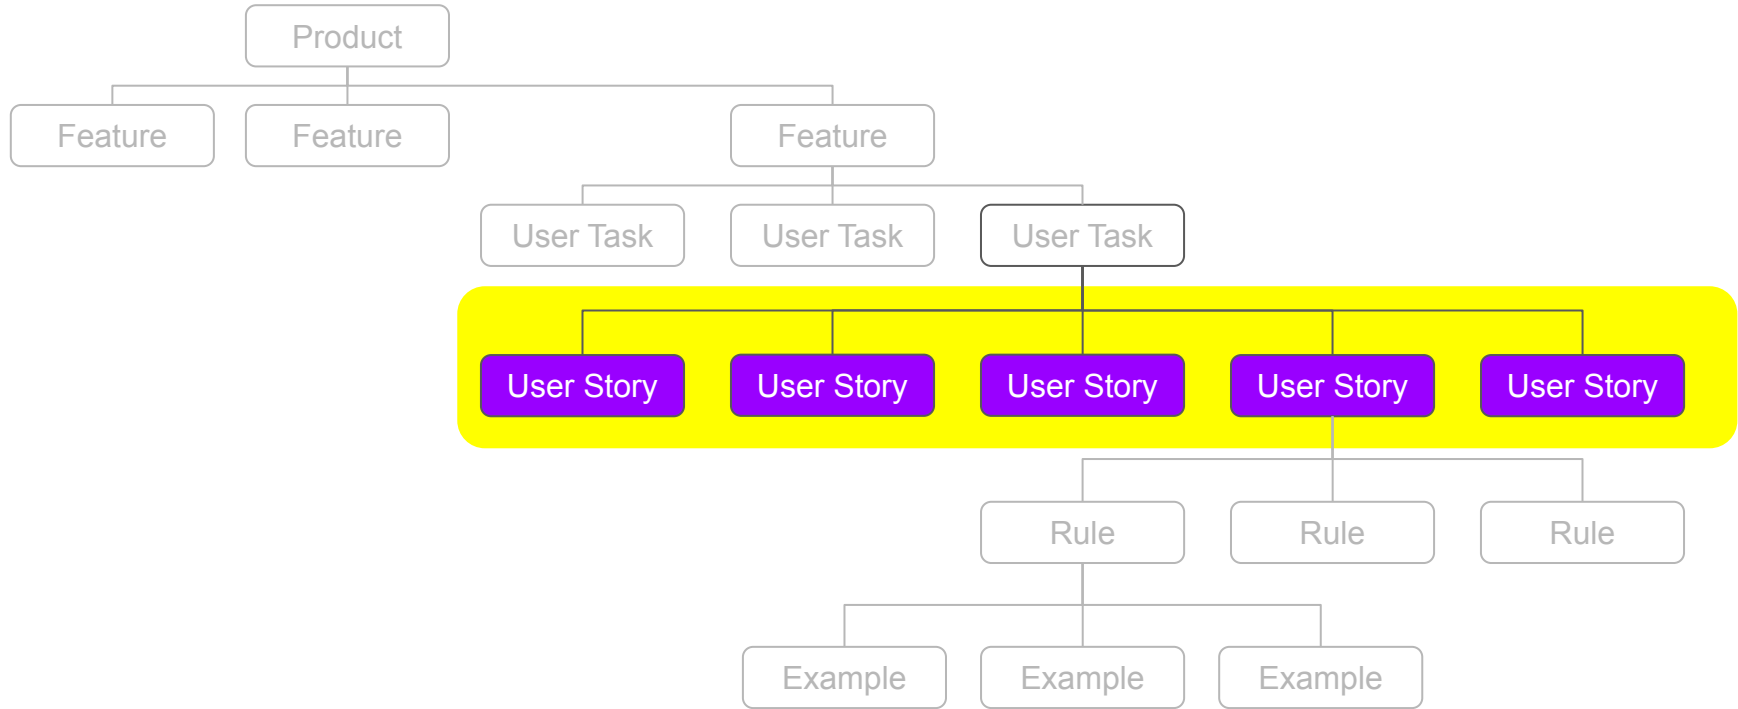 Product
Feature
Feature
Feature
User Task
User Task
User Task
User Story
User Story
User Story
User Story
User Story
Rule
Rule
Rule
Example
Example
Example